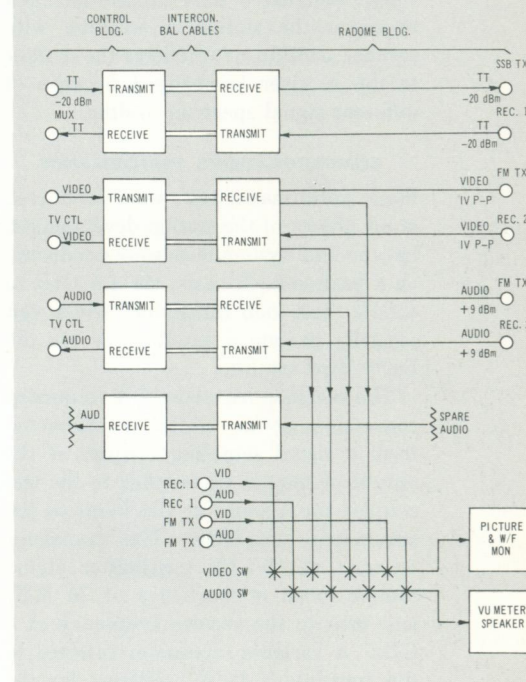 CONTROL BLDG.
INTERCON. BAL CABLES
RADOME BLDG.
TT
-20 dBm
MUX
TT
TRANSMIT
RECEIVE
RECEIVE
TRANSMIT
SSB TX
TT
-20 dBm
REC. 1
TT
-20 dBm
VIDEO
TV CTL
VIDEO
TRANSMIT
RECEIVE
RECEIVE
TRANSMIT
FM TX
VIDEO
IV P-P
REC. 2
VIDEO
IV P-P
AUDIO
TV CTL
AUDIO
TRANSMIT
RECEIVE
RECEIVE
TRANSMIT
FM TX
AUDIO
+9 dBm
REC.
AUDIO
+9 dBm
AUD
RECEIVE
TRANSMIT
SPARE
AUDIO
REC. 1
VID
REC 1
AUD
FM TX
VID
FM TX
AUD
VIDEO SW
AUDIO SW
PICTURE
& W/F
MON
VU METER
SPEAKER